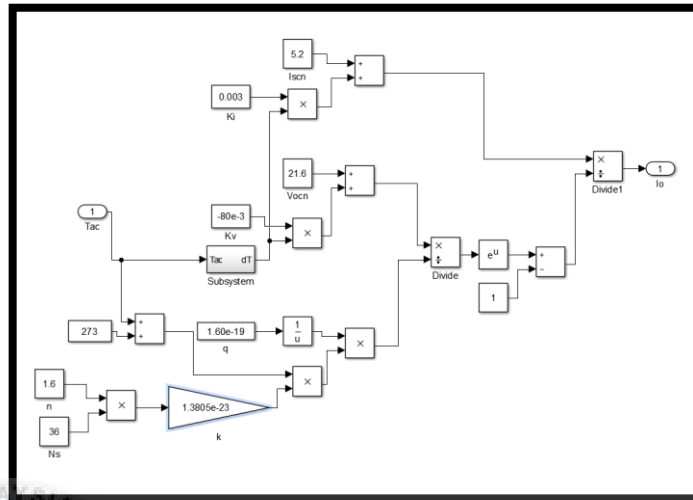 5.2
+
+
Iscn
0.003
×
Ki
×
÷
1
Divide1
Io
21.6
+
+
Vocn
1
Tac
-80e-3
×
Kv
Tac dT
Subsystem
×
÷
Divide
e^u
+
−
1
273
+
+
1.60e-19
q
1
u
×
×
1.6
n
×
1.3805e-23
k
36
Ns